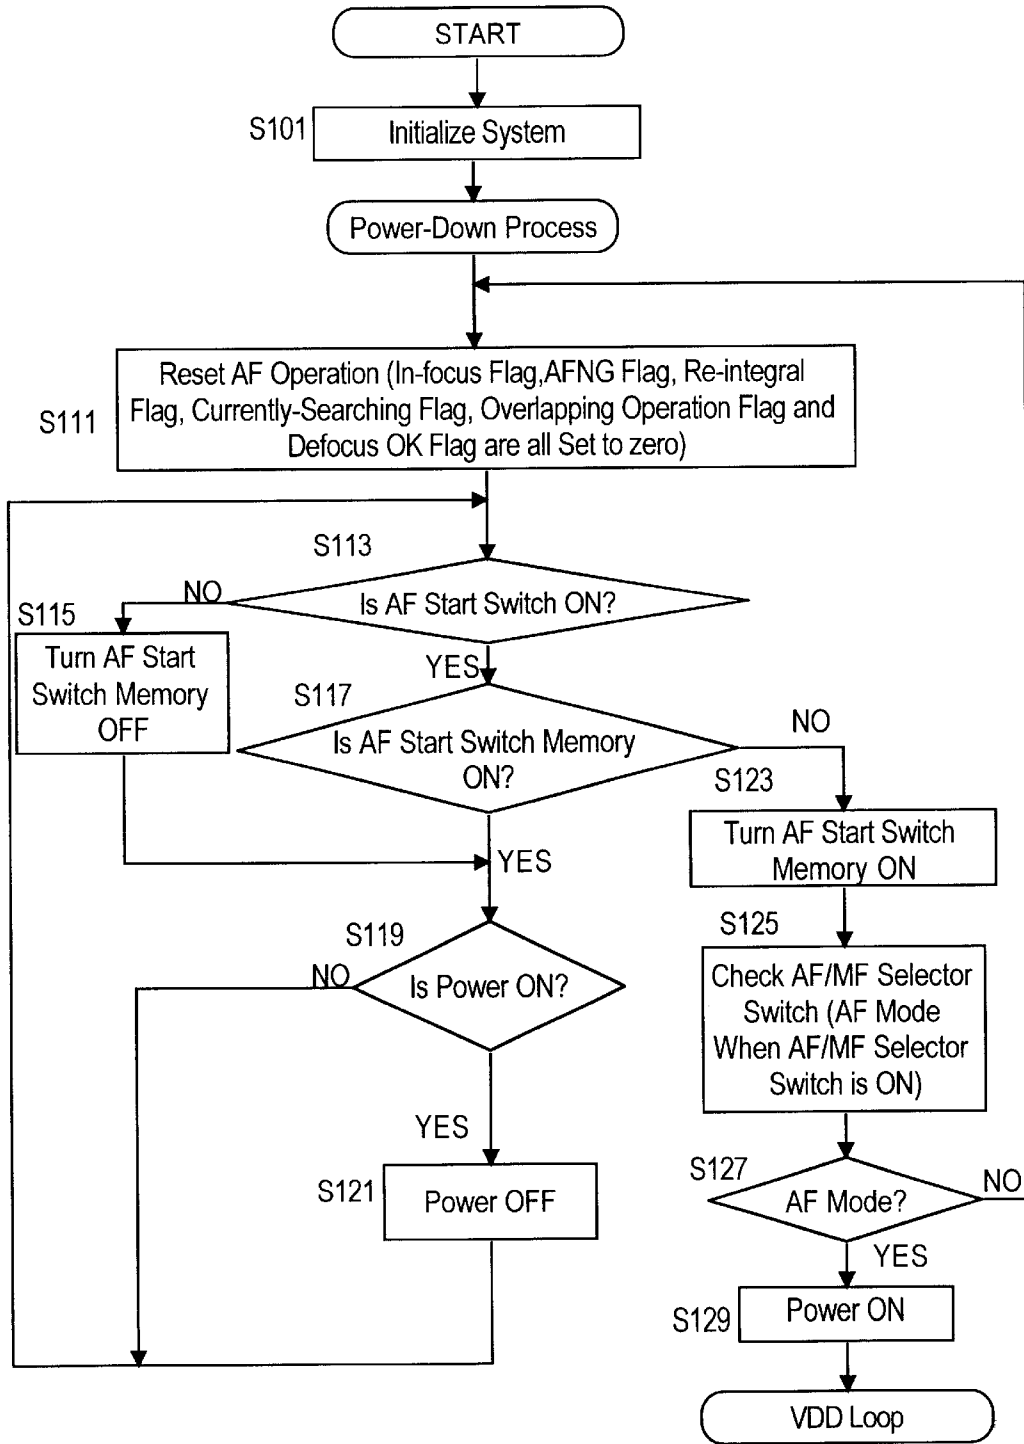 START
S101
Initialize System
Power-Down Process
S111
Reset AF Operation (In-focus Flag,AFNG Flag, Re-integral
Flag, Currently-Searching Flag, Overlapping Operation Flag and
Defocus OK Flag are all Set to zero)
S113
Is AF Start Switch ON?
NO
YES
S115
Turn AF Start
Switch Memory
OFF
S117
Is AF Start Switch Memory
ON?
NO
YES
S123
Turn AF Start Switch
Memory ON
S119
Is Power ON?
NO
YES
S125
Check AF/MF Selector
Switch (AF Mode
When AF/MF Selector
Switch is ON)
S121
Power OFF
S127
AF Mode?
NO
YES
S129
Power ON
VDD Loop